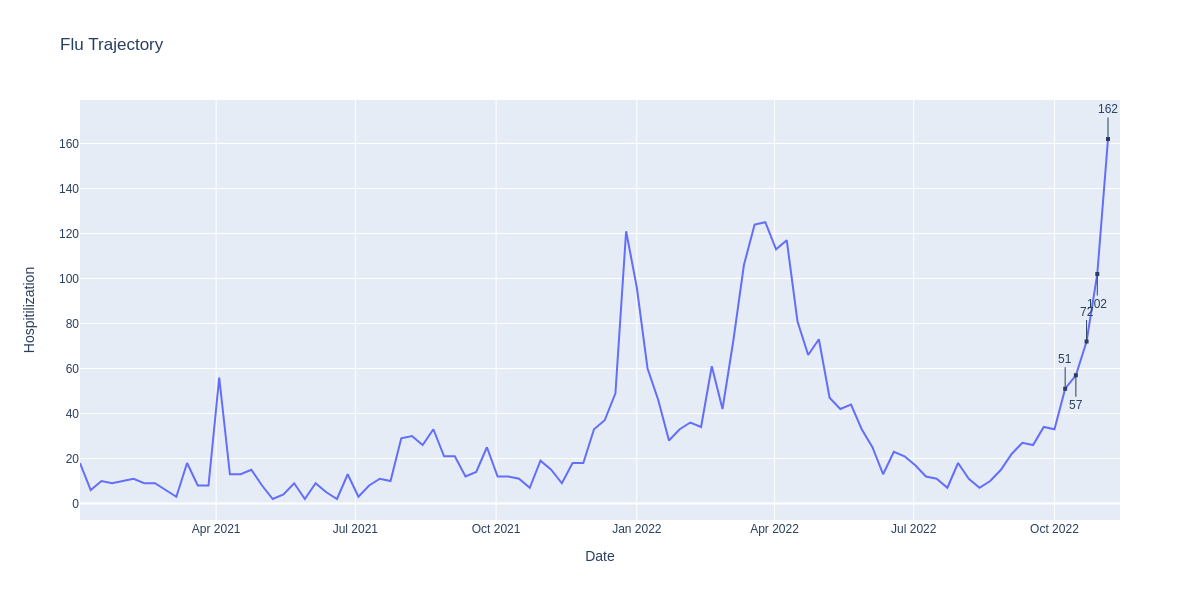 Flu Trajectory
162
160
140
120
100
80
60
40
20
0
102
72
51
57
Hospitilization
Apr 2021
Jul 2021
Oct 2021
Jan 2022
Apr 2022
Jul 2022
Oct 2022
Date